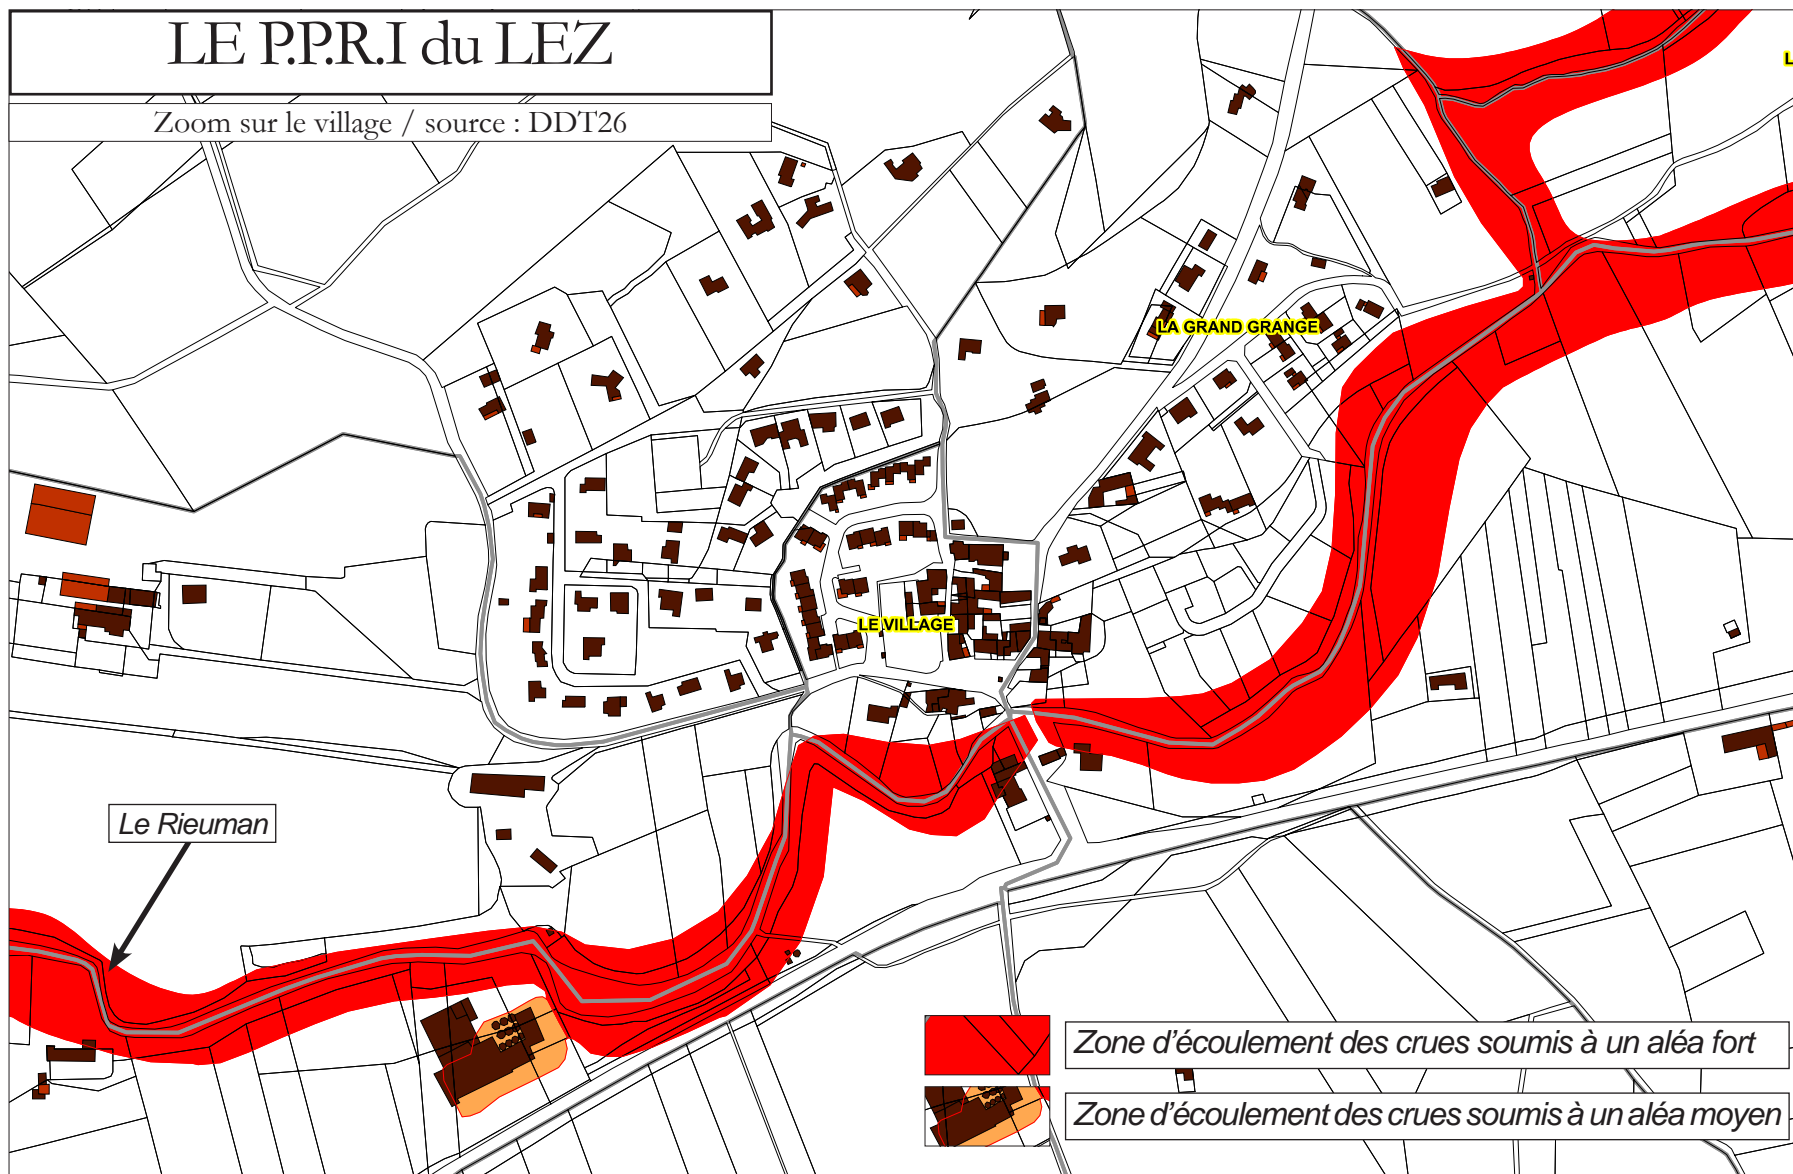 LE P.P.R.I du LEZ
Zoom sur le village / source : DDT26
L
LA GRAND GRANGE
LE VILLAGE
Le Rieuman
Zone d'écoulement des crues soumis à un aléa fort
Zone d'écoulement des crues soumis à un aléa moyen